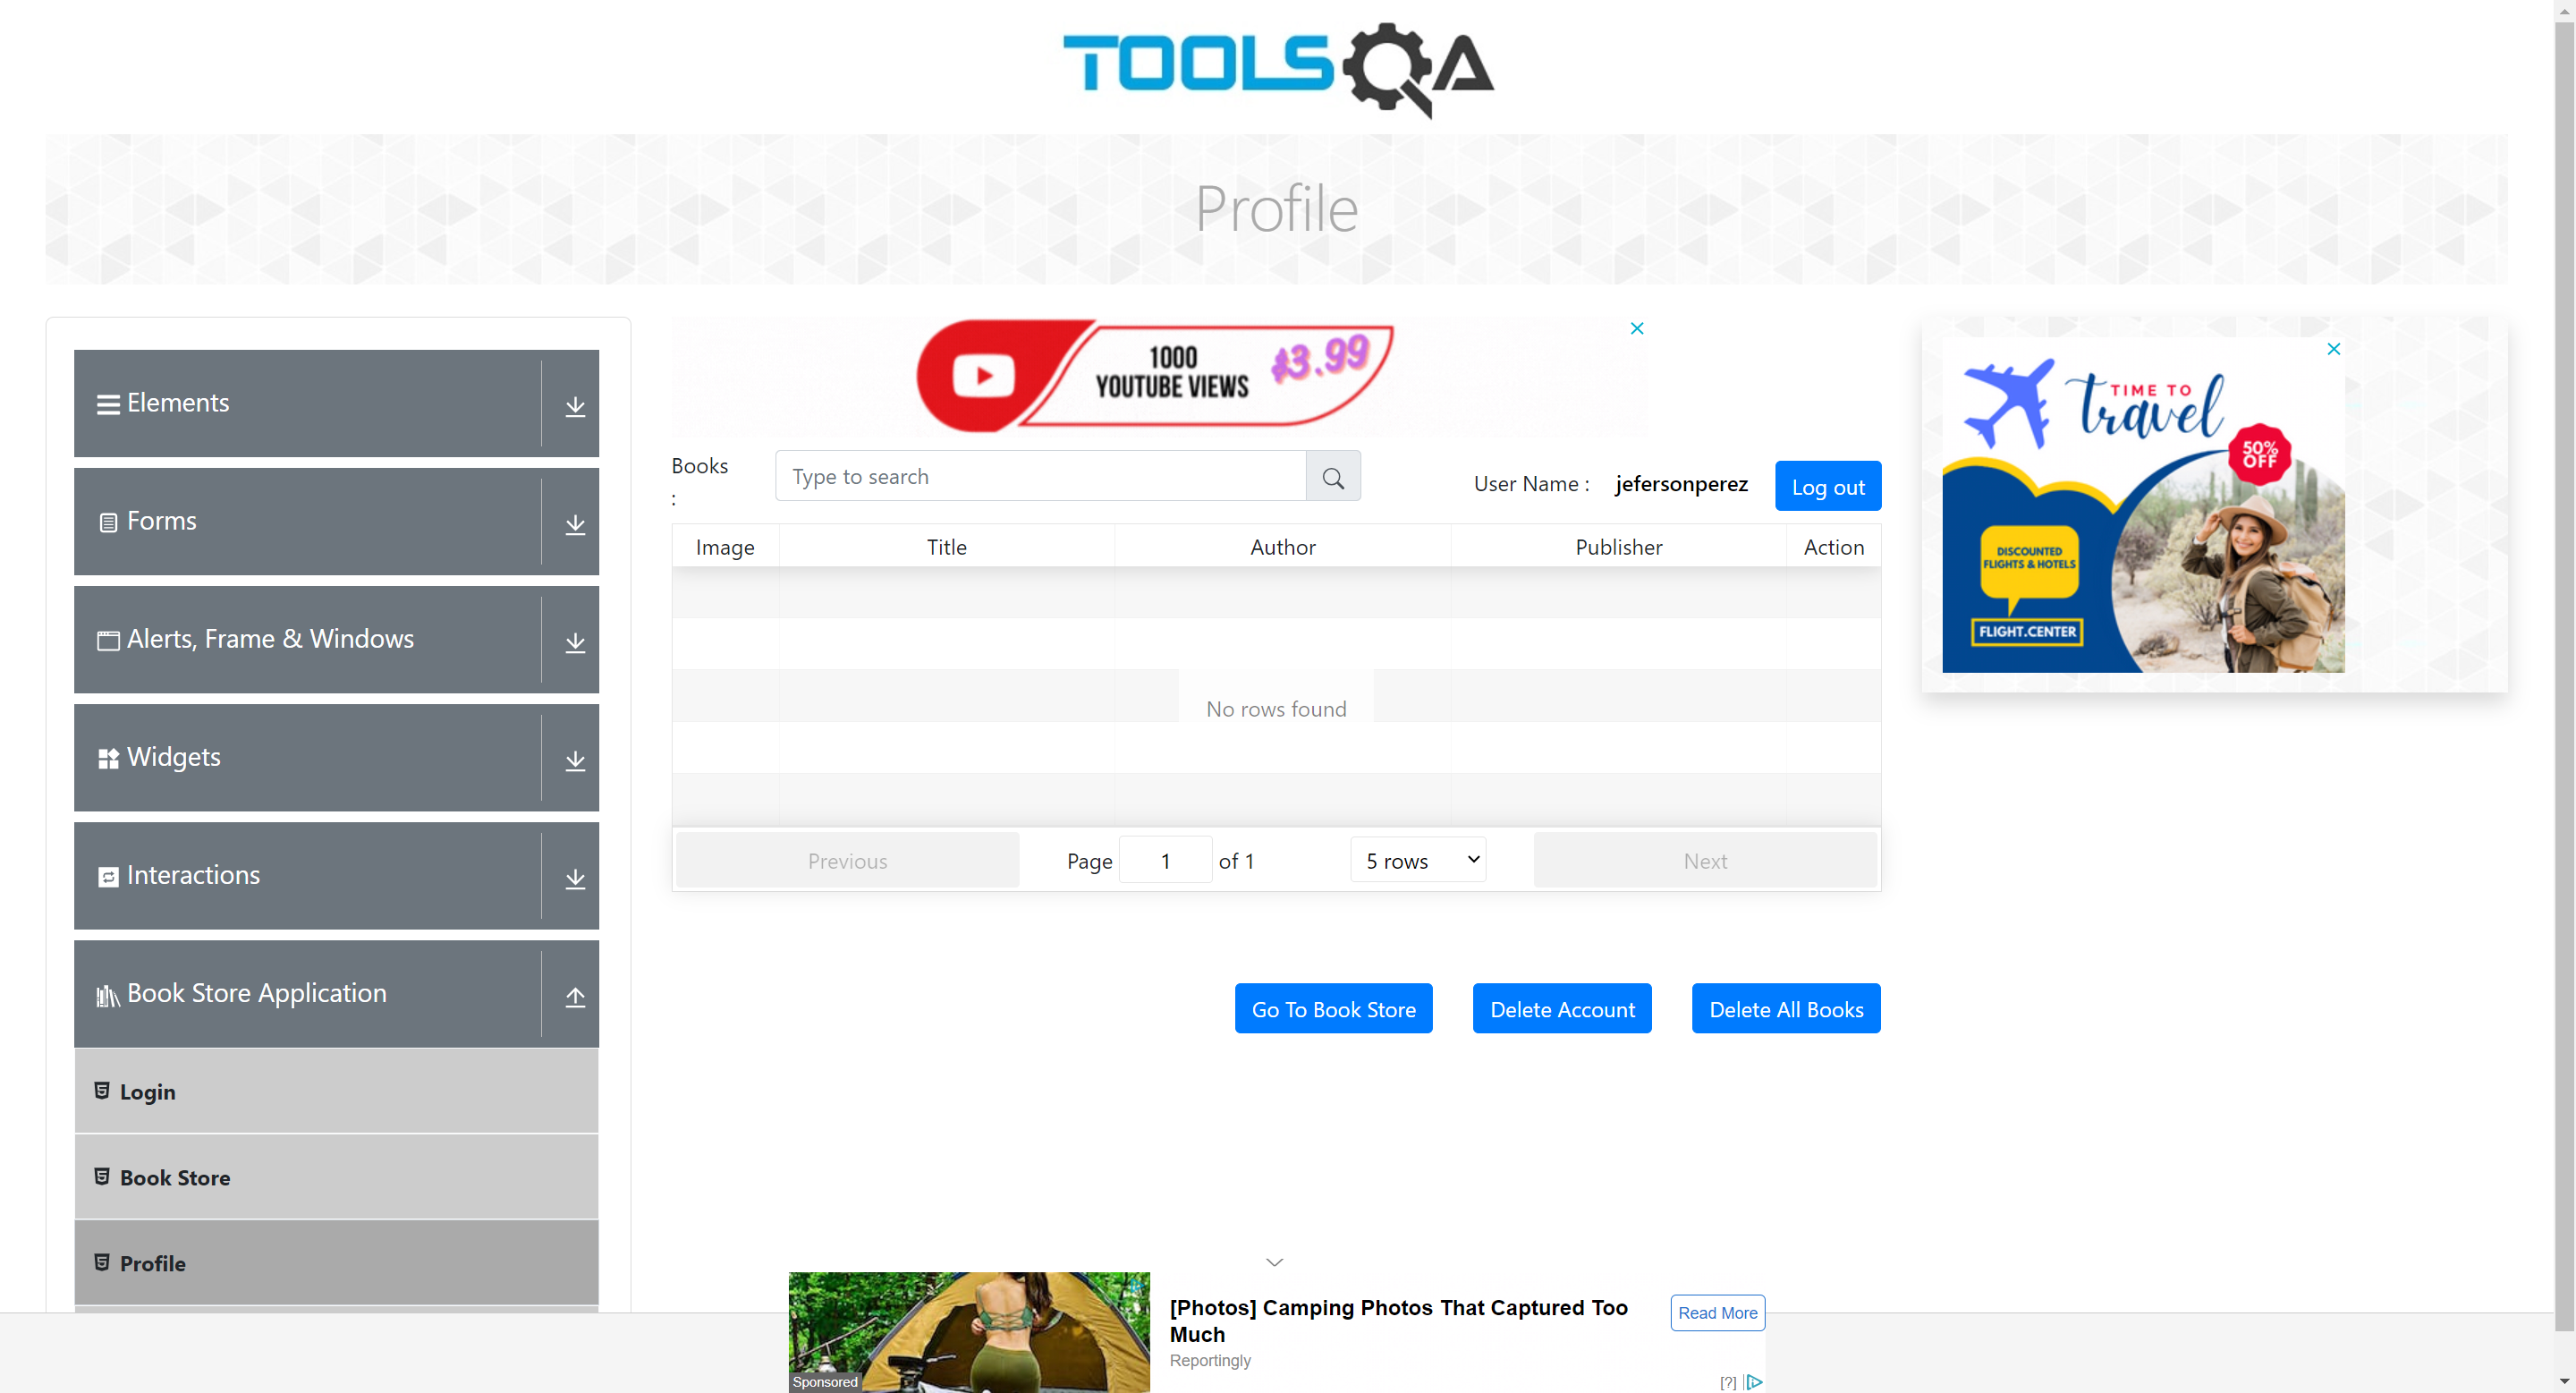 TOOLSQA
Profile
Elements
Forms
Alerts, Frame & Windows
Widgets
Interactions
Book Store Application
Login
Book Store
Profile
1000
YOUTUBE VIEWS
$3.99
Books
:
Type to search
User Name :
jefersonperez
Log out
Image
Title
Author
Publisher
Action
No rows found
Previous
Page
1
of 1
5 rows
Next
Go To Book Store
Delete Account
Delete All Books
TIME TO
travel
50%
OFF
DISCOUNTED
FLIGHTS & HOTELS
FLIGHT.CENTER
Sponsored
[Photos] Camping Photos That Captured Too
Much
Reportingly
Read More
[?]